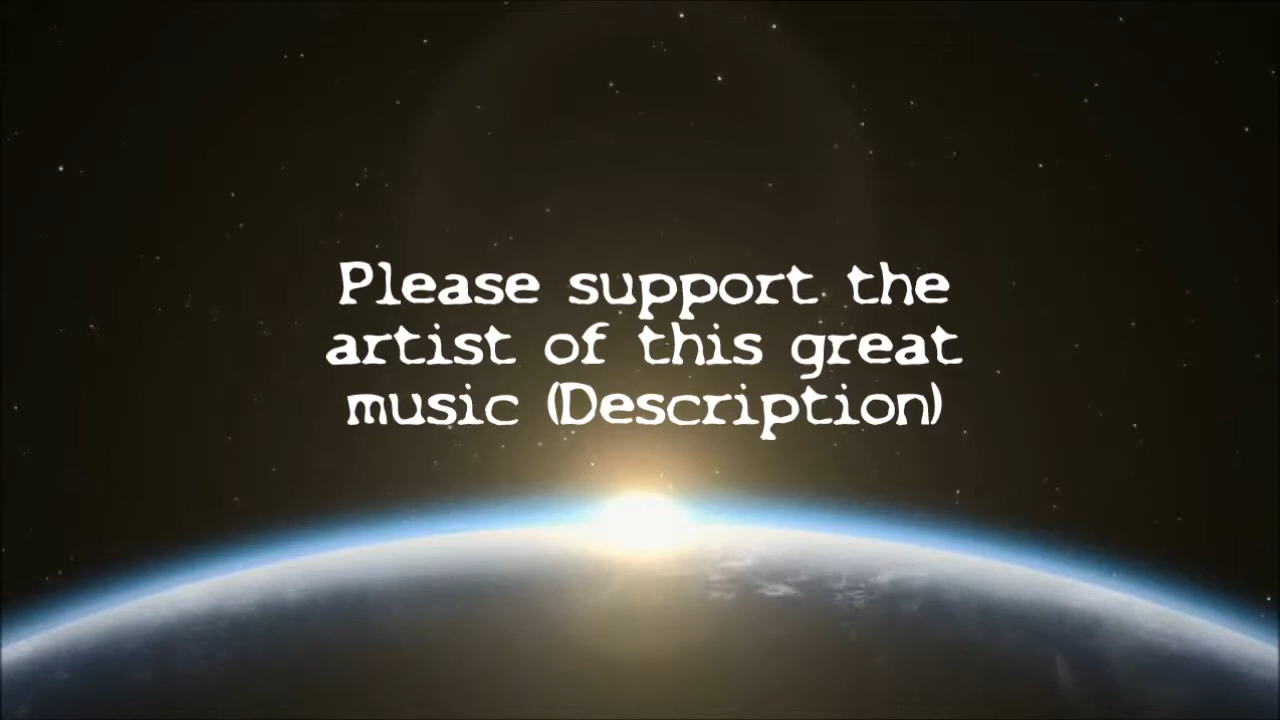 Please support the
artist of this great
music (Description)